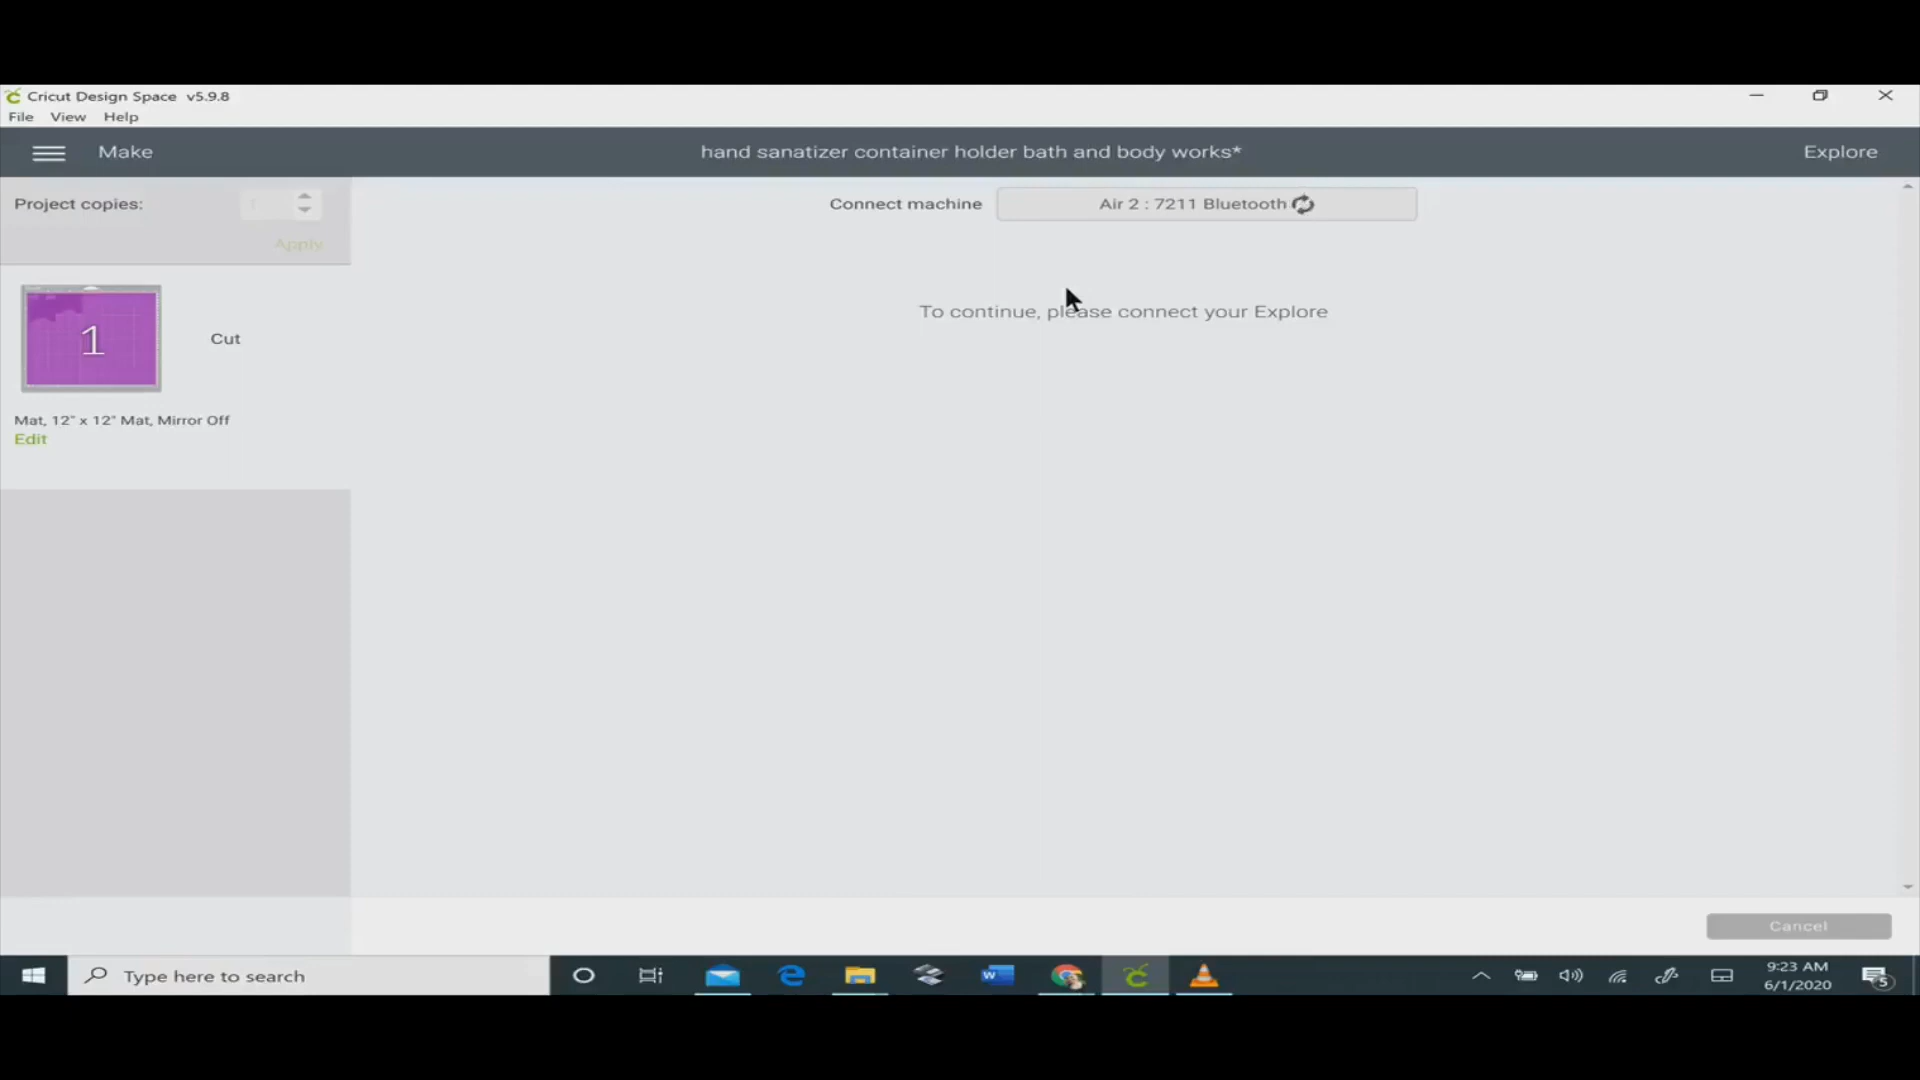 Cricut Design Space v5.9.8
File View Help
Make
hand sanatizer container holder bath and body works*
Explore
Project copies: 1
Apply
Connect machine
Air 2 : 7211 Bluetooth
To continue, please connect your Explore
1
Cut
Mat, 12" x 12" Mat, Mirror Off
Edit
Cancel
Type here to search
9:23 AM
6/1/2020
5